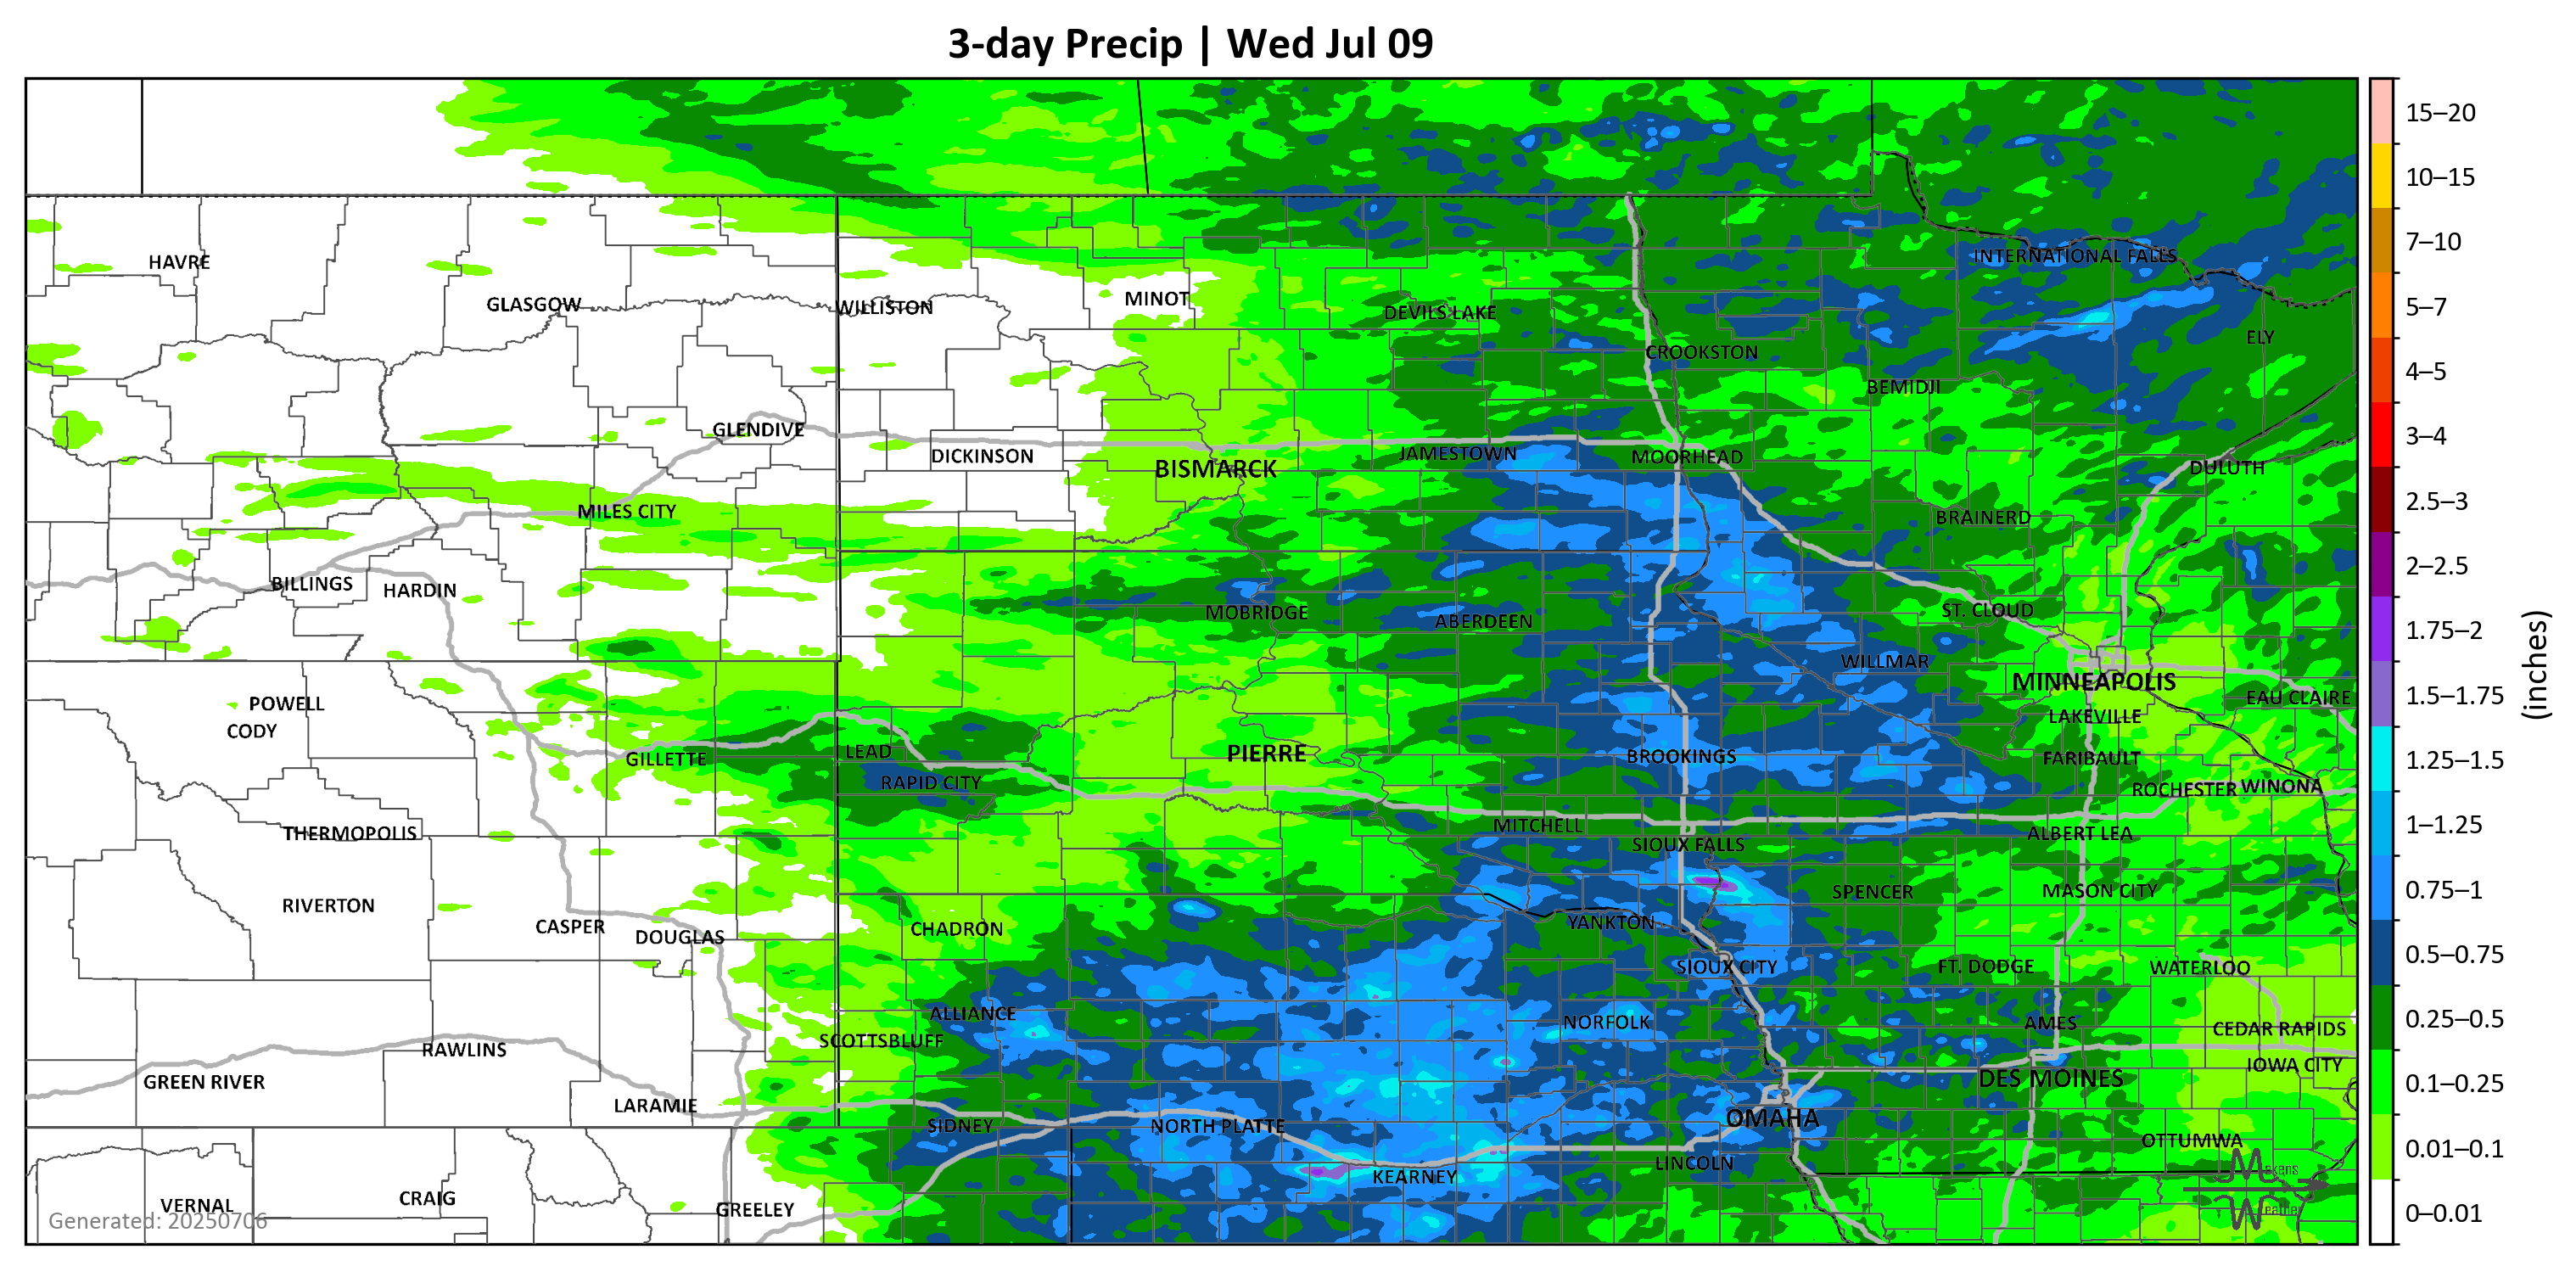 3-day Precip | Wed Jul 09
HAVRE
GLASGOW
WILLISTON
MINOT
DEVILS LAKE
INTERNATIONAL FALLS
ELY
CROOKSTON
BEMIDJI
GLENDIVE
DICKINSON
BISMARCK
JAMESTOWN
MOORHEAD
DULUTH
MILES CITY
BRAINERD
BILLINGS
HARDIN
MOBRIDGE
ABERDEEN
ST. CLOUD
WILLMAR
MINNEAPOLIS
EAU CLAIRE
POWELL
CODY
LAKEVILLE
GILLETTE
LEAD
RAPID CITY
PIERRE
BROOKINGS
FARIBAULT
ROCHESTER
WINONA
THERMOPOLIS
MITCHELL
SIOUX FALLS
ALBERT LEA
RIVERTON
CASPER
DOUGLAS
CHADRON
YANKTON
SPENCER
MASON CITY
SIOUX CITY
FT. DODGE
WATERLOO
ALLIANCE
SCOTTSBLUFF
NORFOLK
AMES
CEDAR RAPIDS
IOWA CITY
RAWLINS
GREEN RIVER
LARAMIE
DES MOINES
SIDNEY
NORTH PLATTE
OMAHA
OTTUMWA
KEARNEY
LINCOLN
VERNAL
CRAIG
GREELEY
Generated: 20250706
Makens
Weather
15–20
10–15
7–10
5–7
4–5
3–4
2.5–3
2–2.5
1.75–2
1.5–1.75
1.25–1.5
1–1.25
0.75–1
0.5–0.75
0.25–0.5
0.1–0.25
0.01–0.1
0–0.01
(inches)